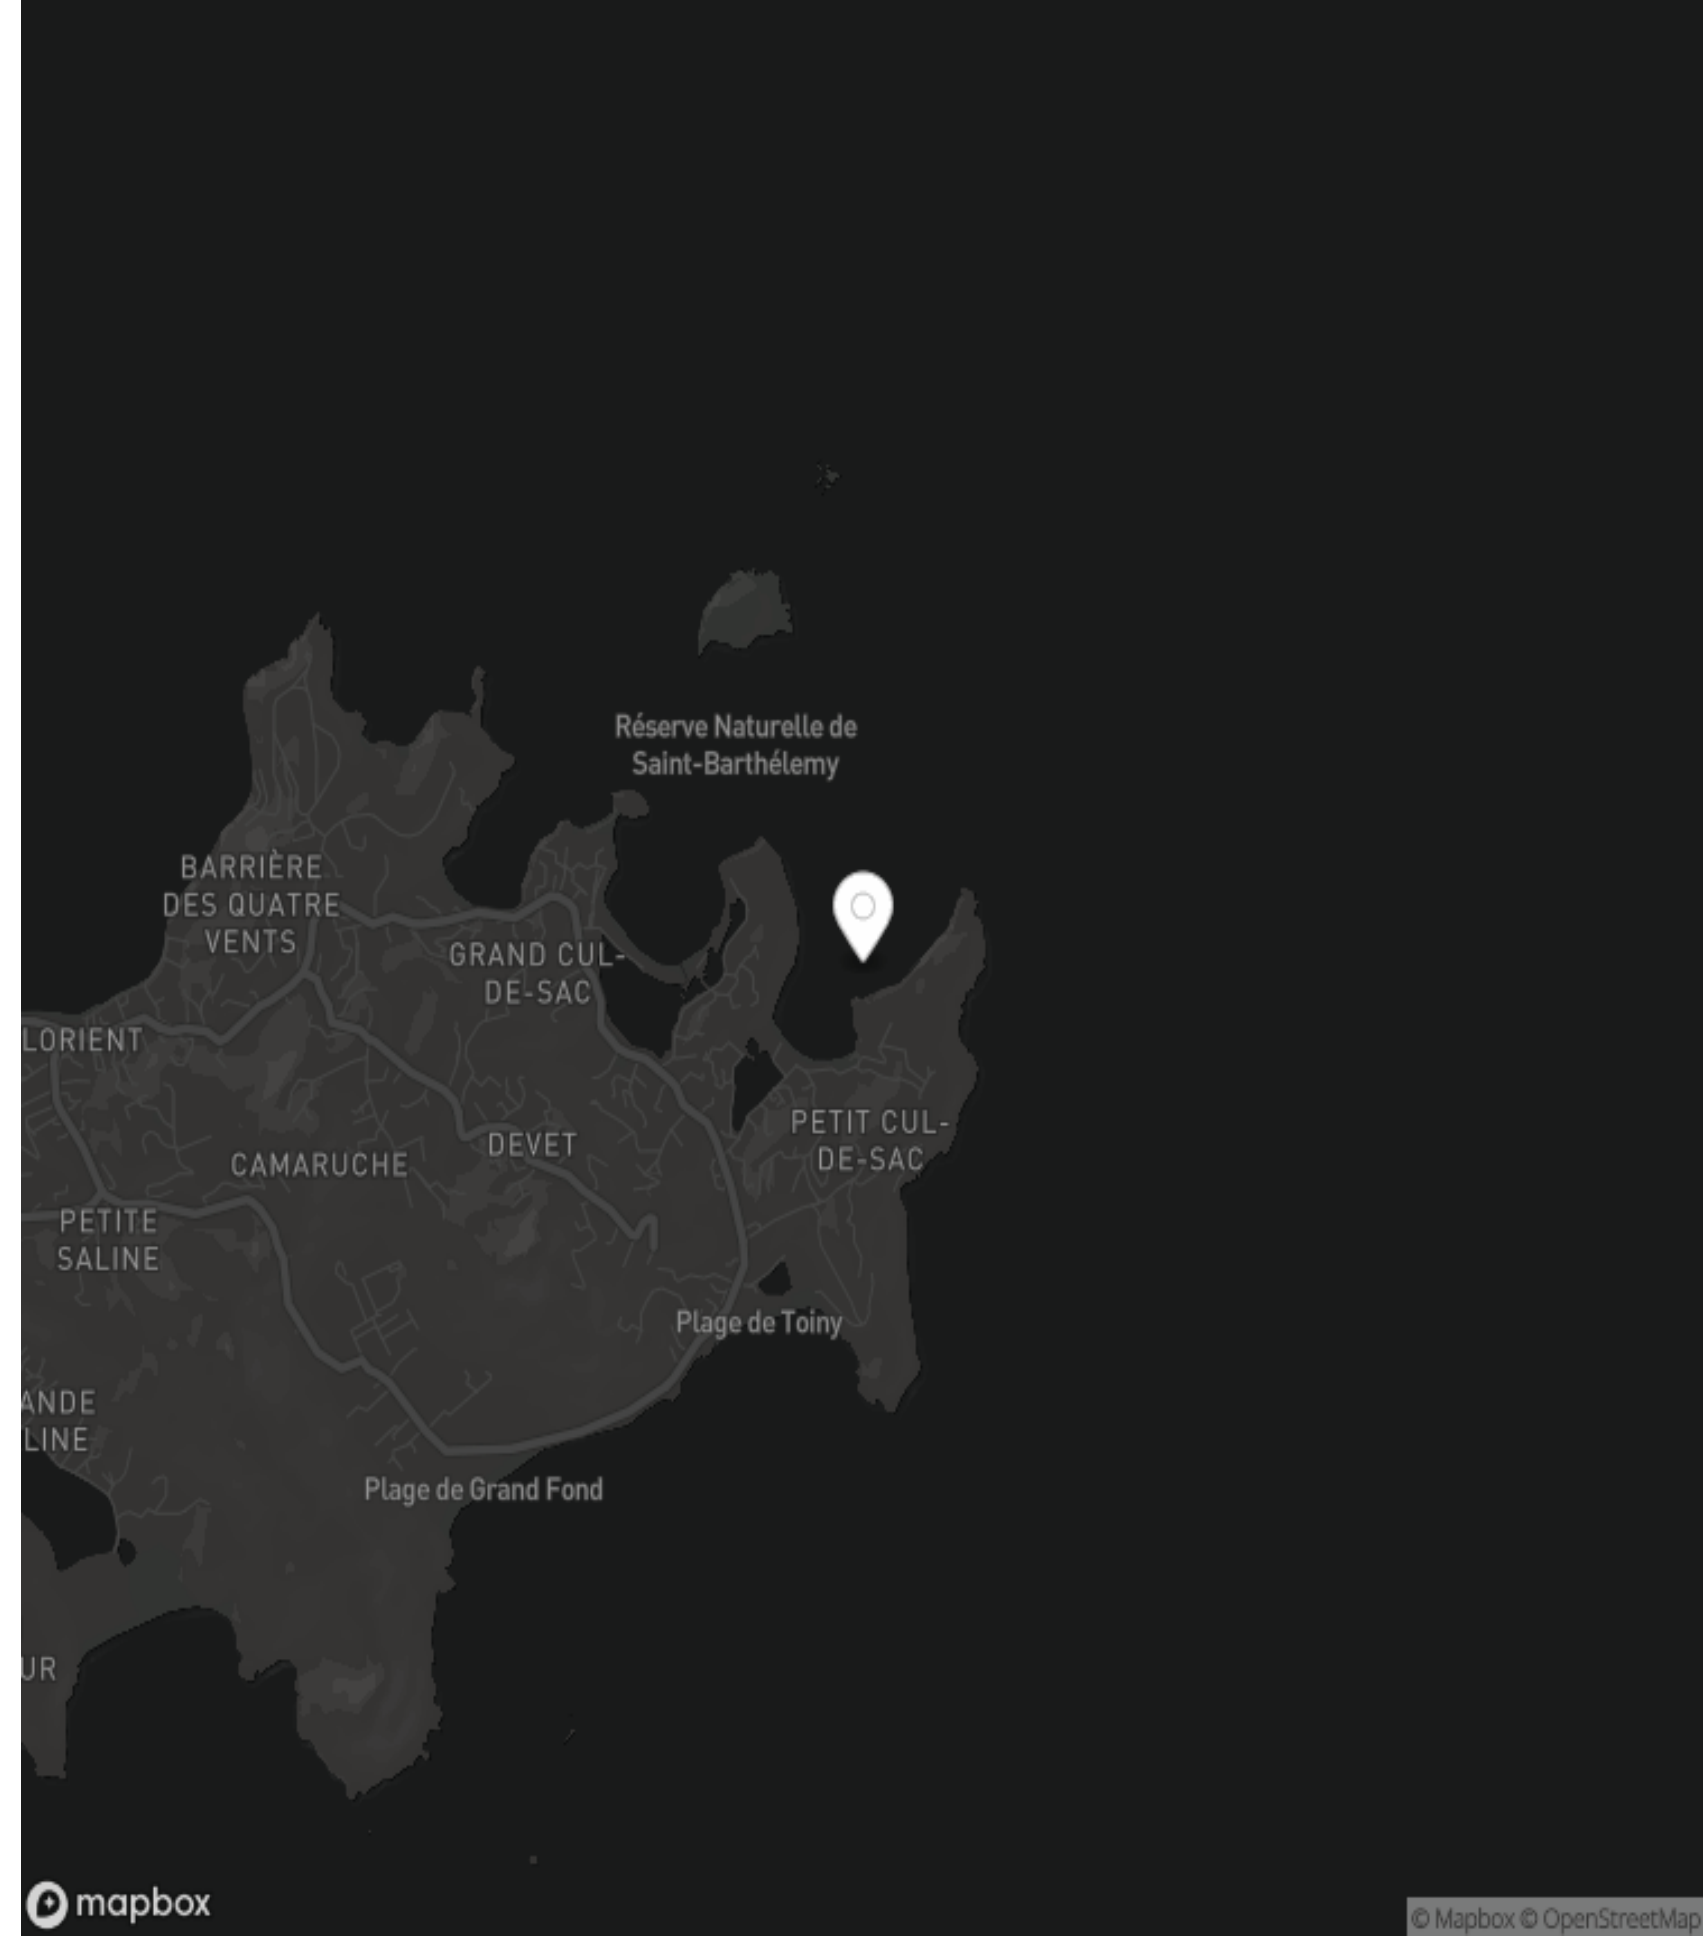 Réserve Naturelle de
Saint-Barthélemy
BARRIÈRE
DES QUATRE
VENTS
GRAND CUL-
DE-SAC
LORIENT
PETIT CUL-
DE-SAC
DEVET
CAMARUCHE
PETITE
SALINE
Plage de Toiny
ANDE
LINE
Plage de Grand Fond
UR
mapbox
© Mapbox © OpenStreetMap